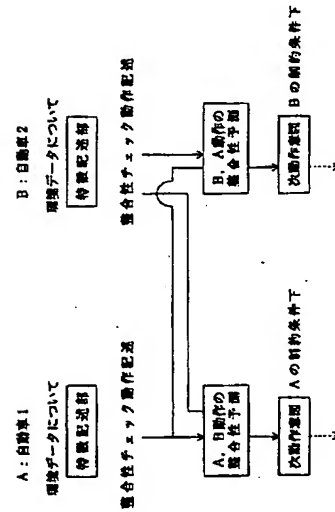 A：自動車1
環境データについて
特徴記述部
整合性チェック動作記述
A，B動作の
整合性予測
次動作意図
Aの制約条件下
B：自動車2
環境データについて
特徴記述部
整合性チェック動作記述
B，A動作の
整合性予測
次動作意図
Bの制約条件下